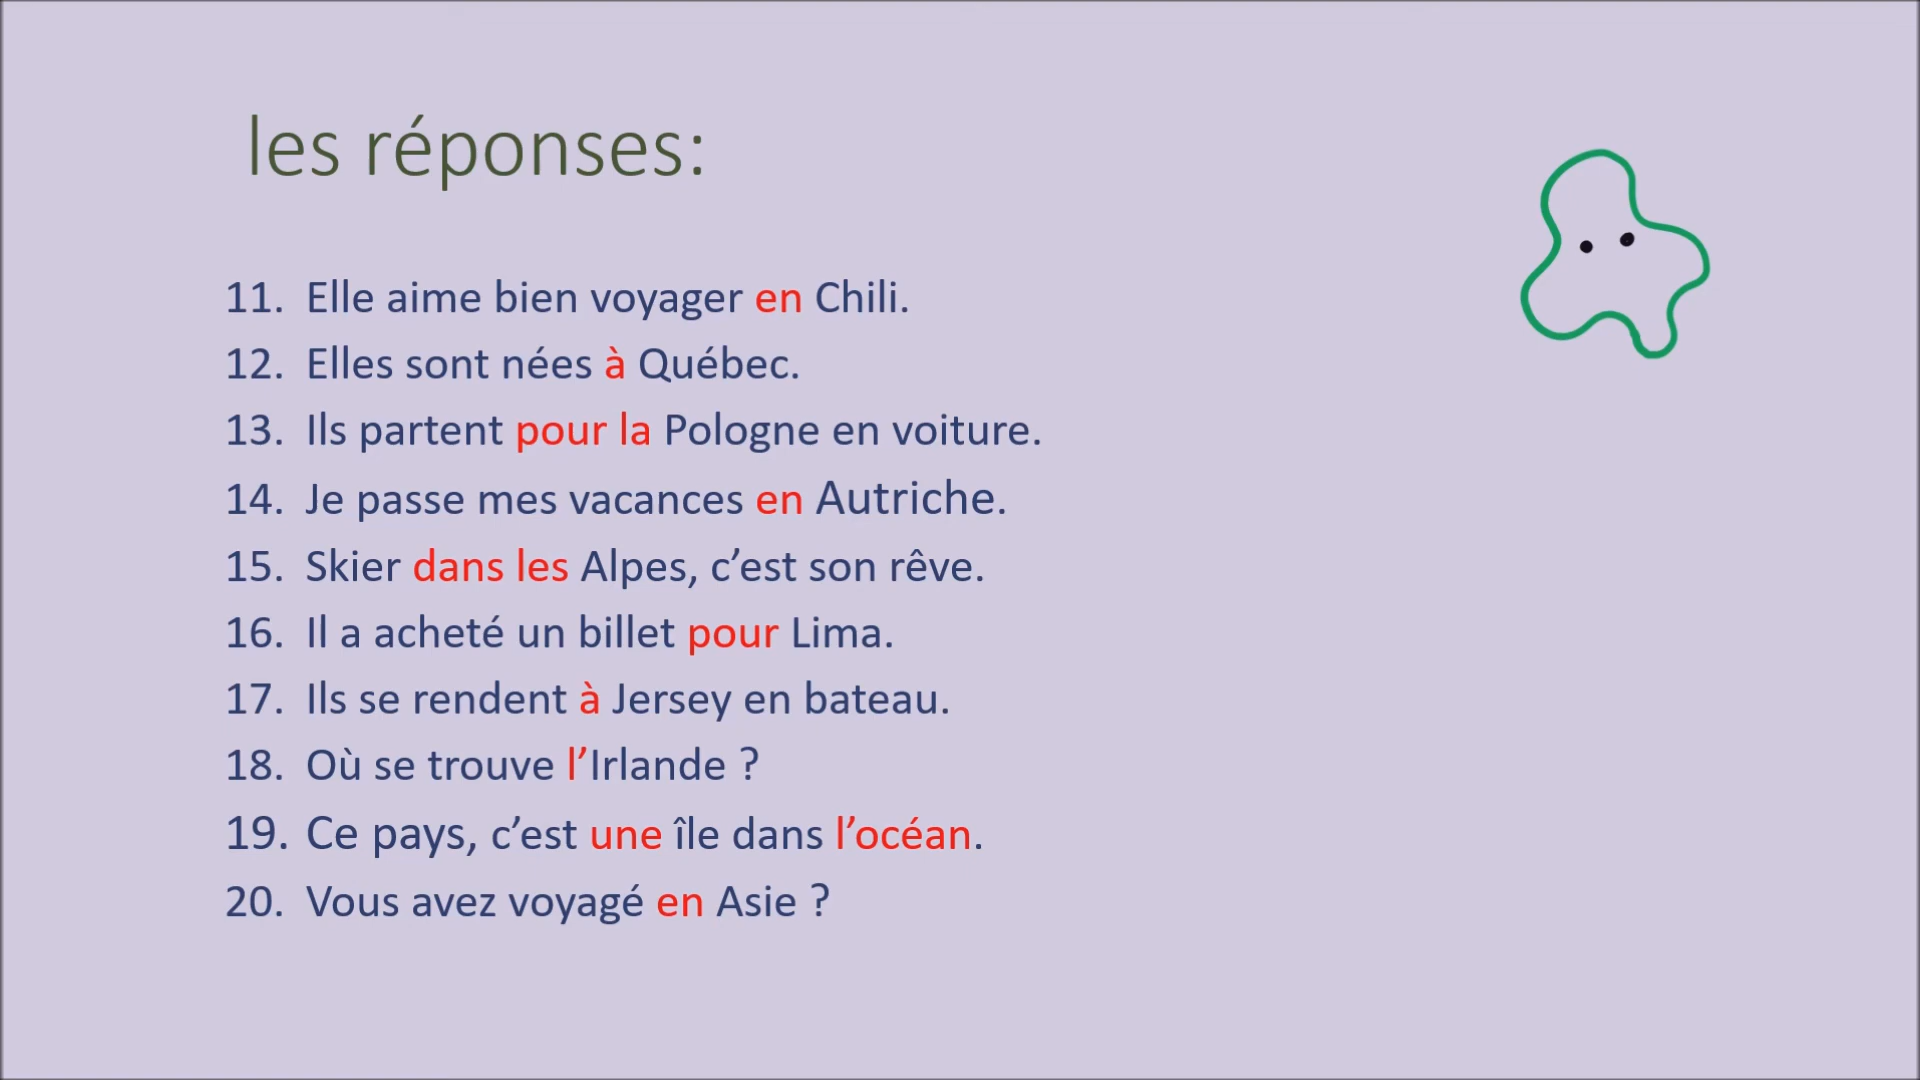 les réponses:
11. Elle aime bien voyager en Chili.
12. Elles sont nées à Québec.
13. Ils partent pour la Pologne en voiture.
14. Je passe mes vacances en Autriche.
15. Skier dans les Alpes, c’est son rêve.
16. Il a acheté un billet pour Lima.
17. Ils se rendent à Jersey en bateau.
18. Où se trouve l’Irlande ?
19. Ce pays, c’est une île dans l’océan.
20. Vous avez voyagé en Asie ?